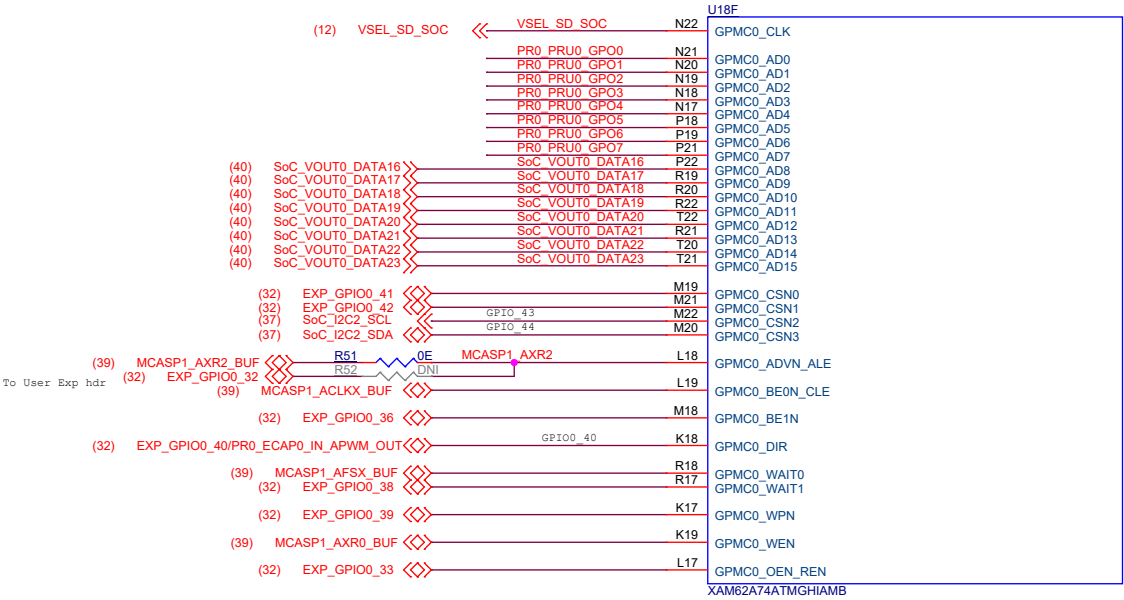 U18F
(12) VSEL_SD_SOC VSEL_SD_SOC N22 GPMC0_CLK
PR0_PRU0_GPO0 N21 GPMC0_AD0
PR0_PRU0_GPO1 N20 GPMC0_AD1
PR0_PRU0_GPO2 N19 GPMC0_AD2
PR0_PRU0_GPO3 N18 GPMC0_AD3
PR0_PRU0_GPO4 N17 GPMC0_AD4
PR0_PRU0_GPO5 P18 GPMC0_AD5
PR0_PRU0_GPO6 P19 GPMC0_AD6
PR0_PRU0_GPO7 P21 GPMC0_AD7
(40) SoC_VOUT0_DATA16 SoC_VOUT0_DATA16 P22 GPMC0_AD8
(40) SoC_VOUT0_DATA17 SoC_VOUT0_DATA17 R19 GPMC0_AD9
(40) SoC_VOUT0_DATA18 SoC_VOUT0_DATA18 R20 GPMC0_AD10
(40) SoC_VOUT0_DATA19 SoC_VOUT0_DATA19 R22 GPMC0_AD11
(40) SoC_VOUT0_DATA20 SoC_VOUT0_DATA20 T22 GPMC0_AD12
(40) SoC_VOUT0_DATA21 SoC_VOUT0_DATA21 R21 GPMC0_AD13
(40) SoC_VOUT0_DATA22 SoC_VOUT0_DATA22 T20 GPMC0_AD14
(40) SoC_VOUT0_DATA23 SoC_VOUT0_DATA23 T21 GPMC0_AD15
(32) EXP_GPIO0_41 M19 GPMC0_CSN0
(32) EXP_GPIO0_42 M21 GPMC0_CSN1
(37) SoC_I2C2_SCL GPIO_43 M22 GPMC0_CSN2
(37) SoC_I2C2_SDA GPIO_44 M20 GPMC0_CSN3
(39) MCASP1_AXR2_BUF R51 0E MCASP1_AXR2 L18 GPMC0_ADVN_ALE
To User Exp hdr (32) EXP_GPIO0_32 R52 DNI
(39) MCASP1_ACLKX_BUF L19 GPMC0_BE0N_CLE
(32) EXP_GPIO0_36 M18 GPMC0_BE1N
(32) EXP_GPIO0_40/PR0_ECAP0_IN_APWM_OUT GPIO0_40 K18 GPMC0_DIR
(39) MCASP1_AFSX_BUF R18 GPMC0_WAIT0
(32) EXP_GPIO0_38 R17 GPMC0_WAIT1
(32) EXP_GPIO0_39 K17 GPMC0_WPN
(39) MCASP1_AXR0_BUF K19 GPMC0_WEN
(32) EXP_GPIO0_33 L17 GPMC0_OEN_REN
XAM62A74ATMGHIAMB